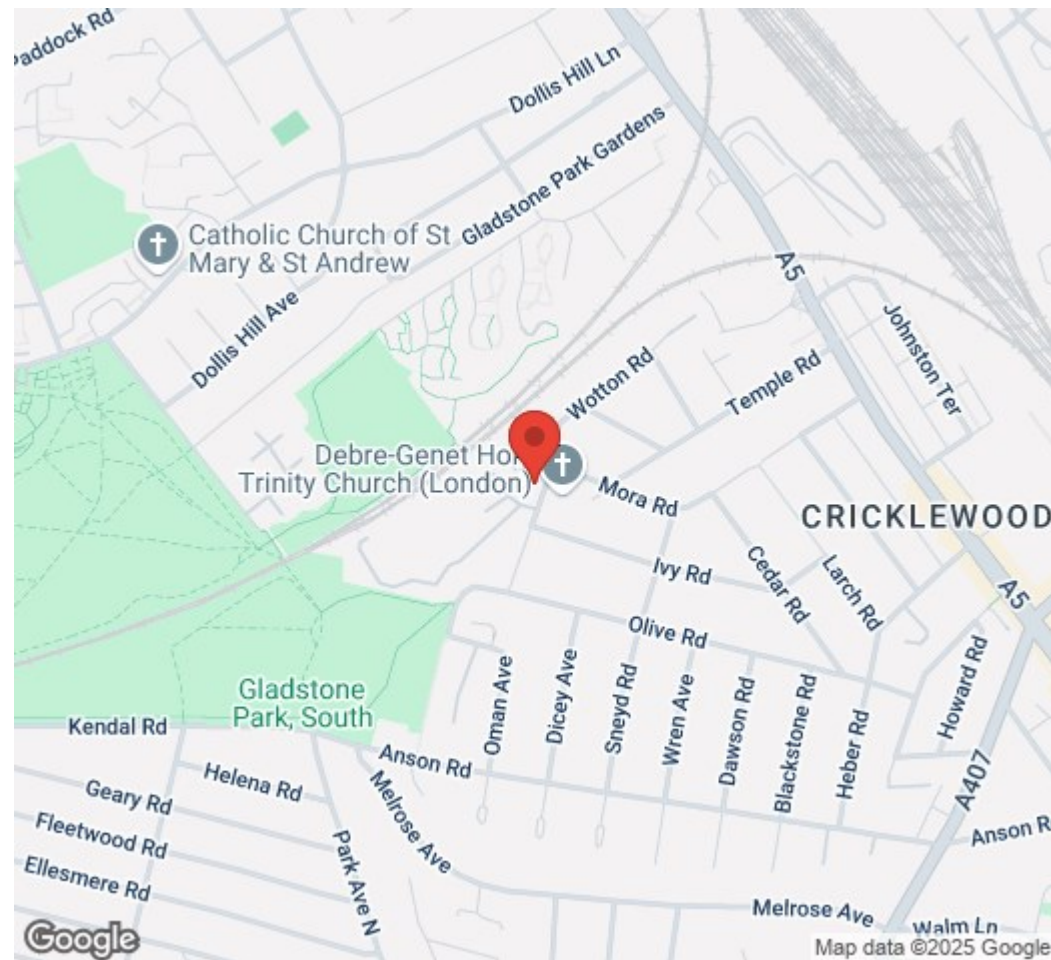 Paddock Rd
Dollis Hill Ln
Gladstone Park Gardens
Catholic Church of St
Mary & St Andrew
A5
Dollis Hill Ave
Johnston Ter
Wotton Rd
Temple Rd
Debre-Genet Hol
Trinity Church (London)
Mora Rd
CRICKLEWOOD
Ivy Rd
Cedar Rd
Larch Rd
A5
Olive Rd
Oman Ave
Dicey Ave
Sneyd Rd
Wren Ave
Dawson Rd
Blackstone Rd
Heber Rd
Howard Rd
Gladstone
Park, South
Kendal Rd
Anson Rd
Helena Rd
Geary Rd
Melrose Ave
A407
Anson R
Fleetwood Rd
Park Ave N
Ellesmere Rd
Melrose Ave
Walm Ln
Google
Map data ©2025 Google